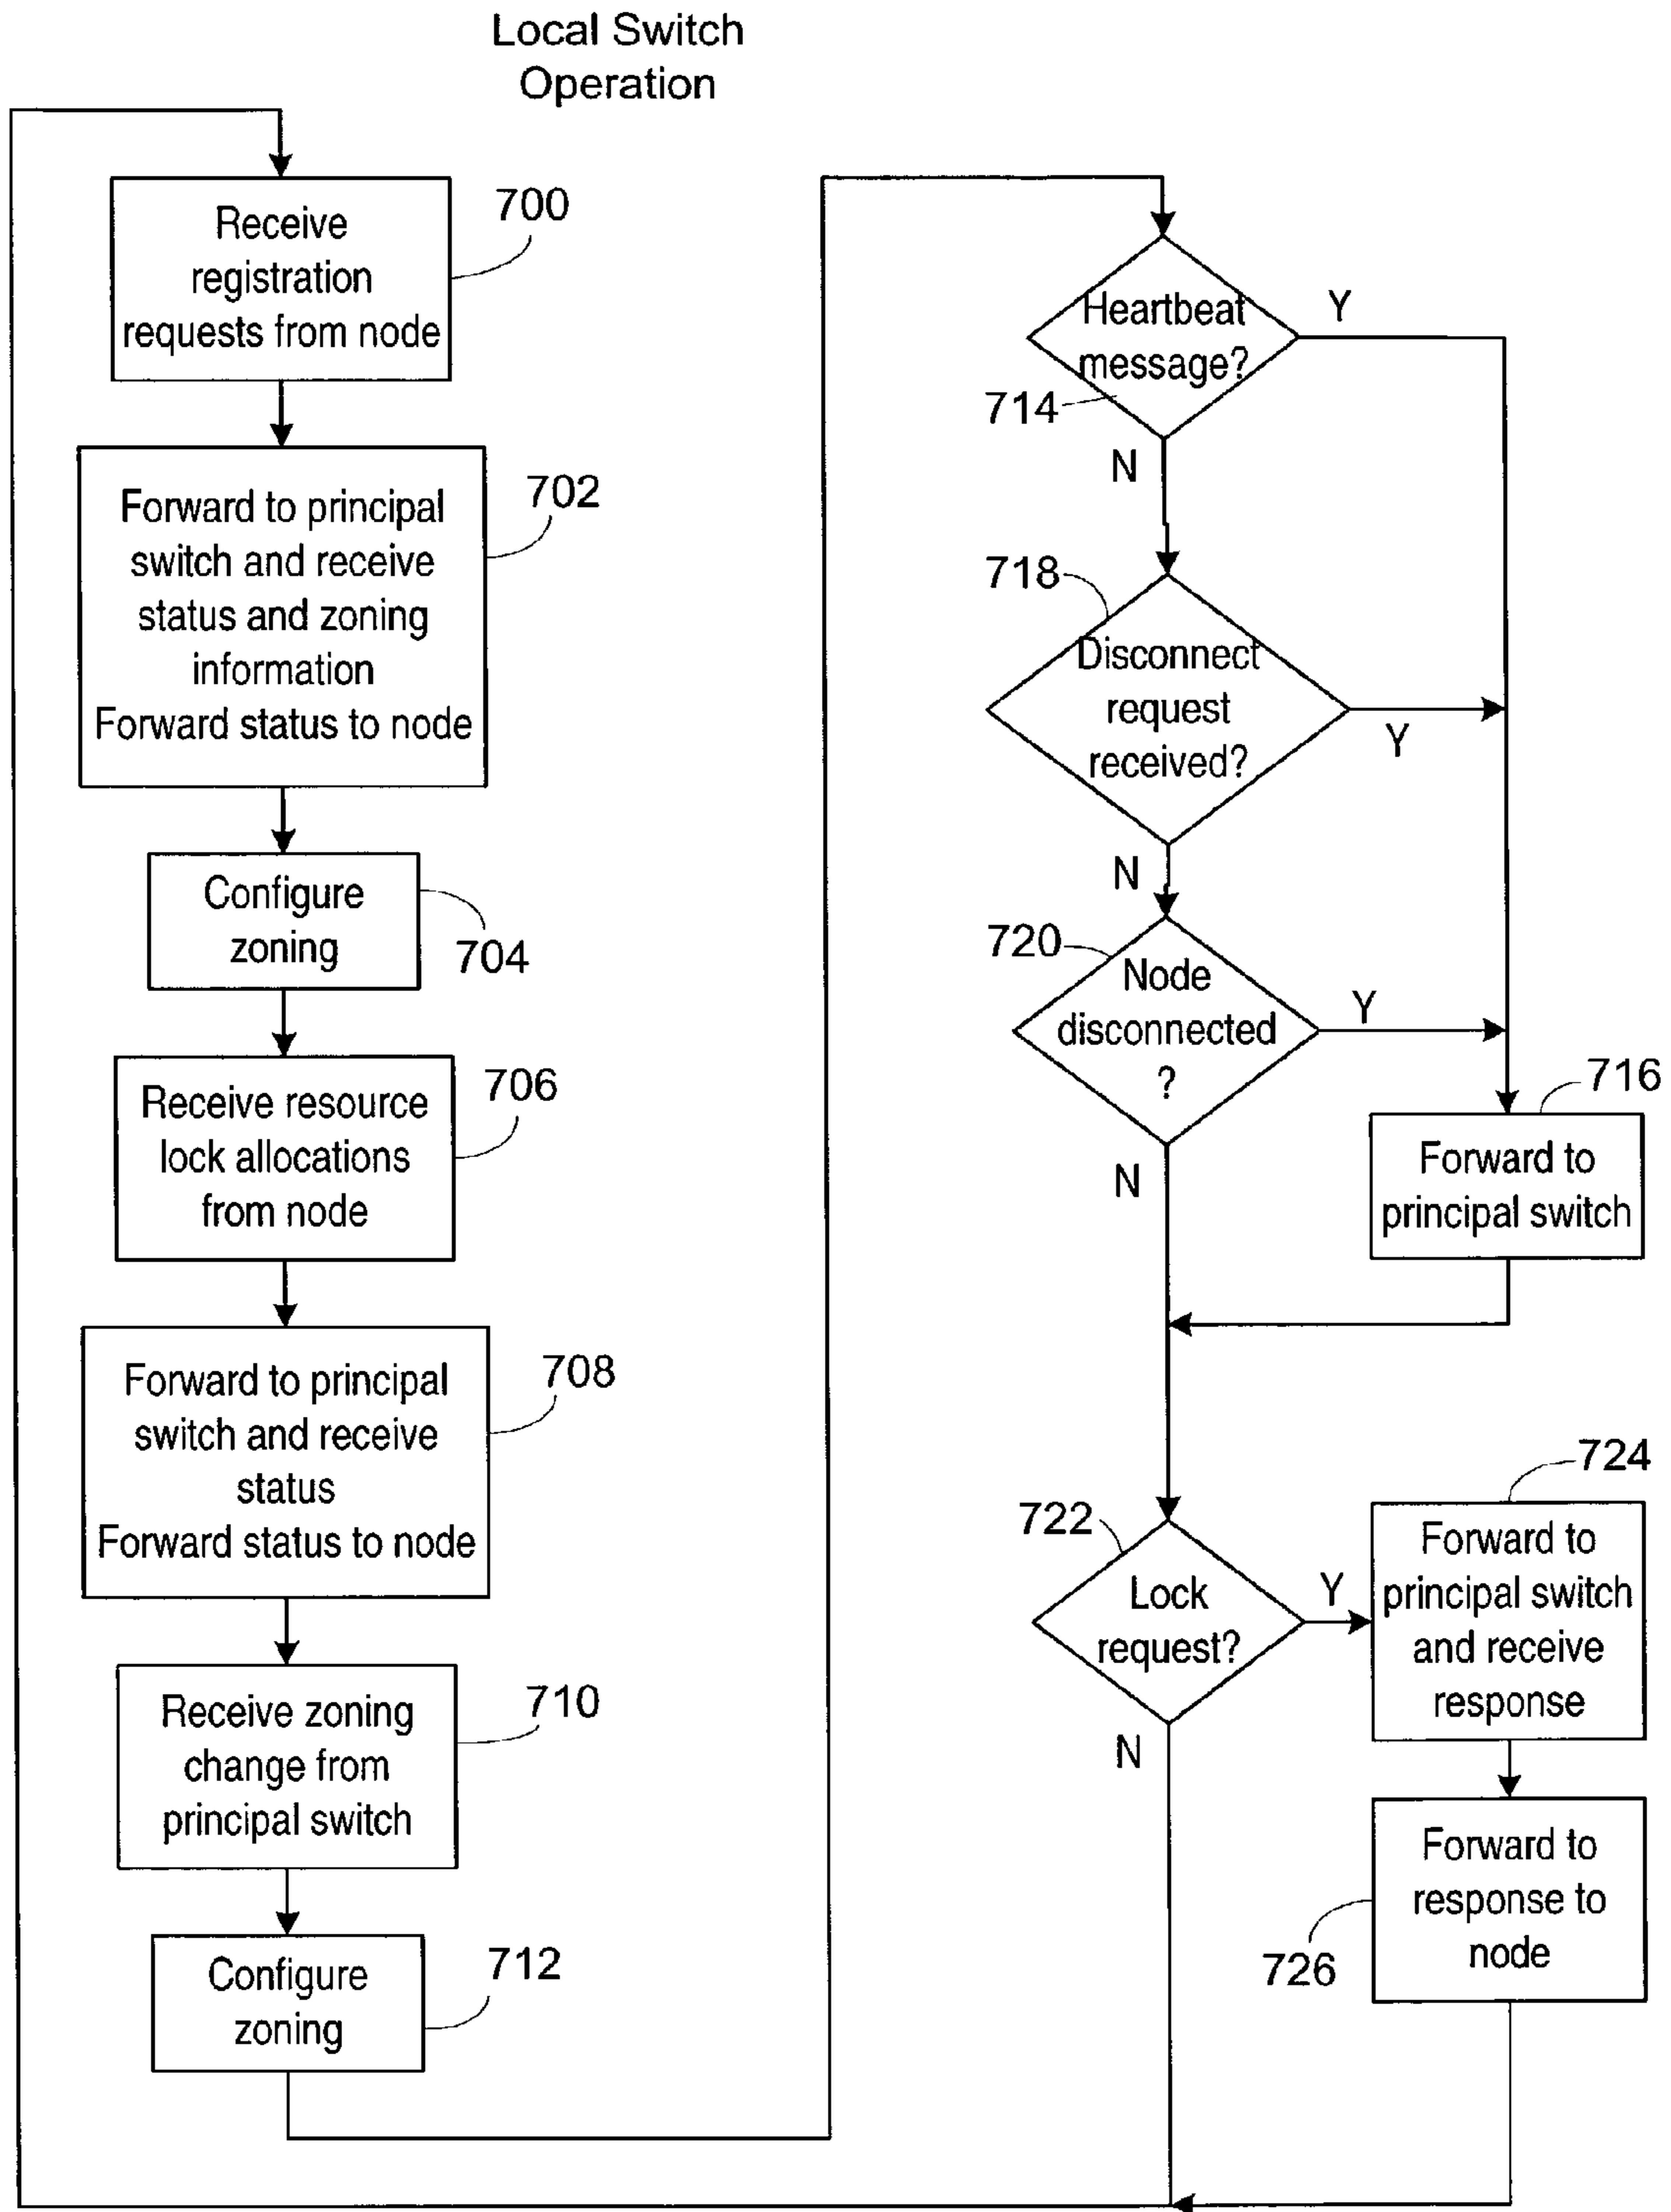 Local Switch
Operation
Receive
registration
requests from node
700
Forward to principal
switch and receive
status and zoning
information
Forward status to node
702
Configure
zoning
704
Receive resource
lock allocations
from node
706
Forward to principal
switch and receive
status
Forward status to node
708
Receive zoning
change from
principal switch
710
Configure
zoning
712
Heartbeat
message?
714
Y
N
718
Disconnect
request
received?
Y
N
720
Node
disconnected
?
Y
N
716
Forward to
principal switch
722
Lock
request?
Y
N
724
Forward to
principal switch
and receive
response
Forward to
response to
node
726